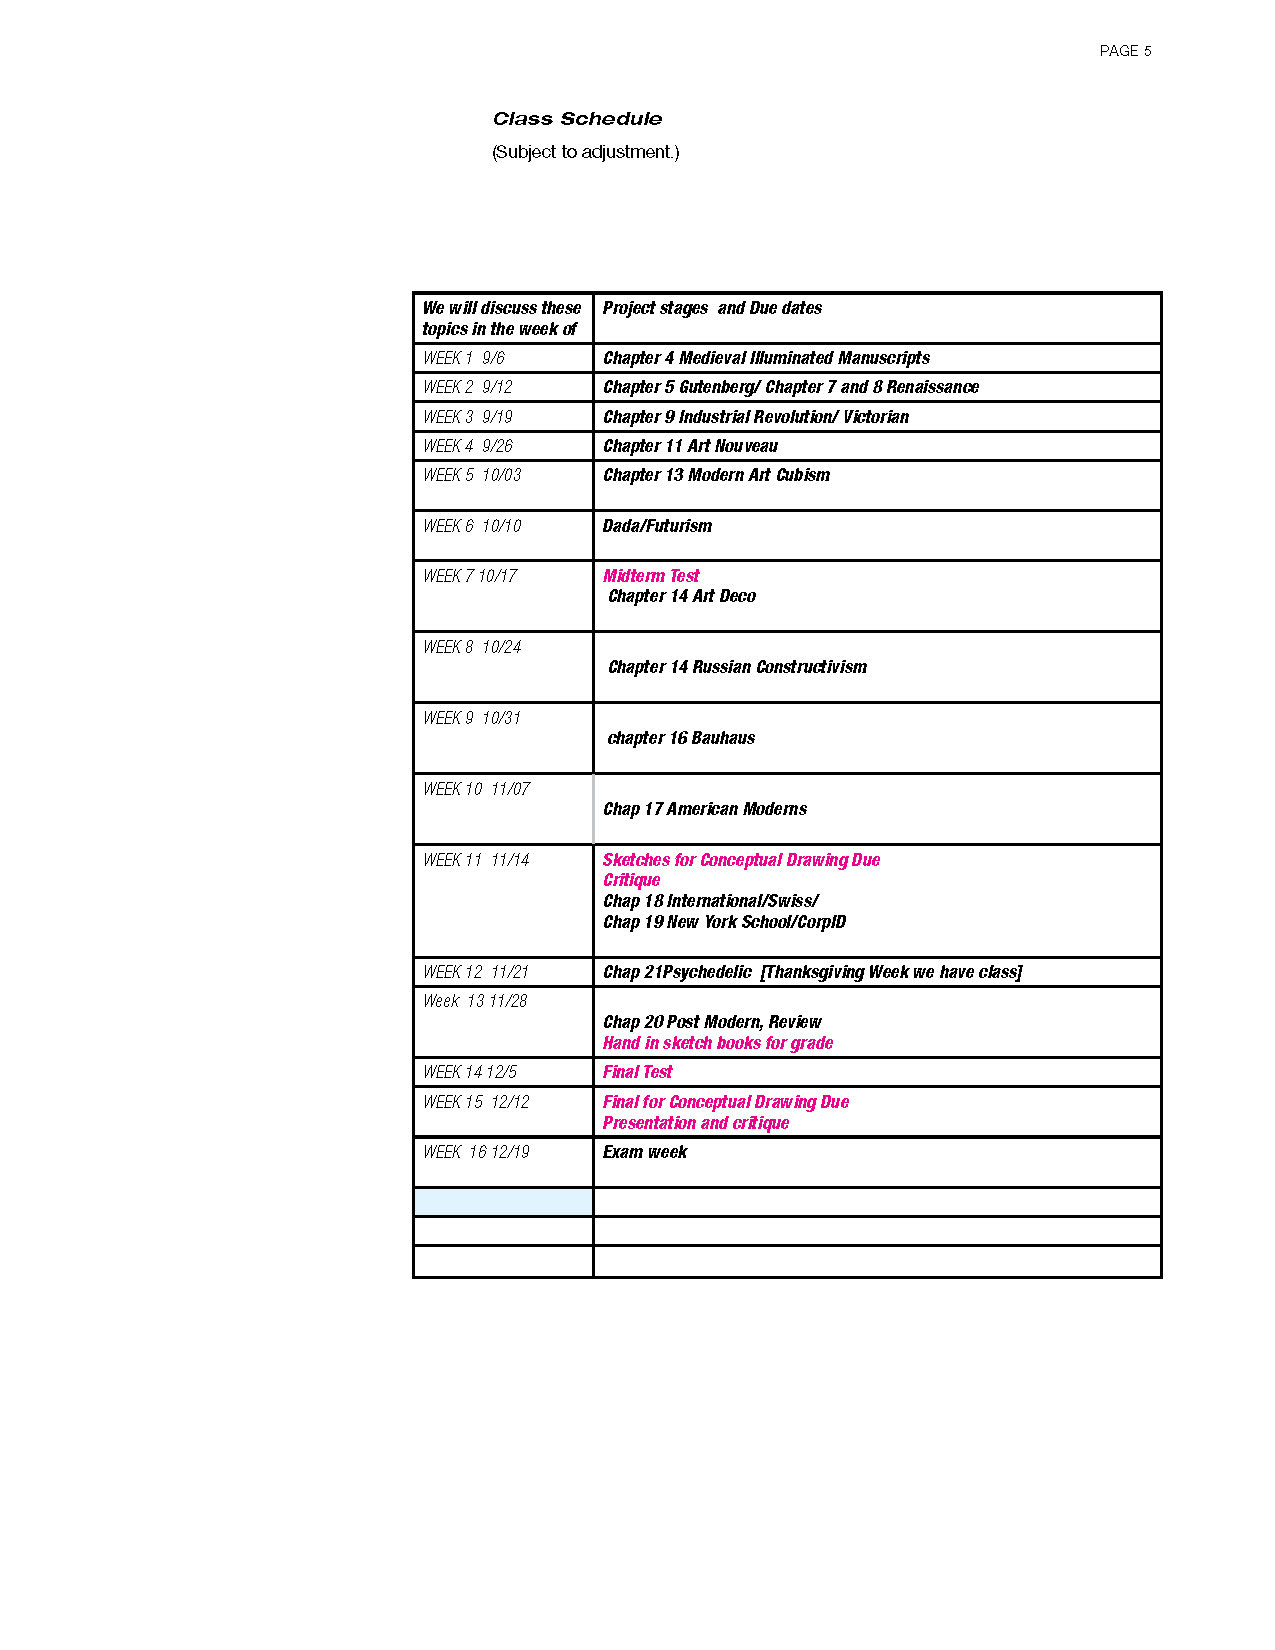 PAGE 5
Class Schedule
(Subject to adjustment.)
We will discuss these topics in the week of
Project stages  and Due dates
WEEK 1  9/6
Chapter 4 Medieval Illuminated Manuscripts
WEEK 2  9/12
Chapter 5 Gutenberg/ Chapter 7 and 8 Renaissance
WEEK 3  9/19
Chapter 9 Industrial Revolution/ Victorian
WEEK 4  9/26
Chapter 11 Art Nouveau
WEEK 5  10/03
Chapter 13 Modern Art Cubism
WEEK 6  10/10
Dada/Futurism
WEEK 7 10/17
Midterm Test
Chapter 14 Art Deco
WEEK 8  10/24
Chapter 14 Russian Constructivism
WEEK 9  10/31
chapter 16 Bauhaus
WEEK 10  11/07
Chap 17 American Moderns
WEEK 11  11/14
Sketches for Conceptual Drawing Due
Critique
Chap 18 International/Swiss/
Chap 19 New York School/CorpID
WEEK 12  11/21
Chap 21Psychedelic  [Thanksgiving Week we have class]
Week  13 11/28
Chap 20 Post Modern, Review
Hand in sketch books for grade
WEEK 14 12/5
Final Test
WEEK 15  12/12
Final for Conceptual Drawing Due
Presentation and critique
WEEK  16 12/19
Exam week